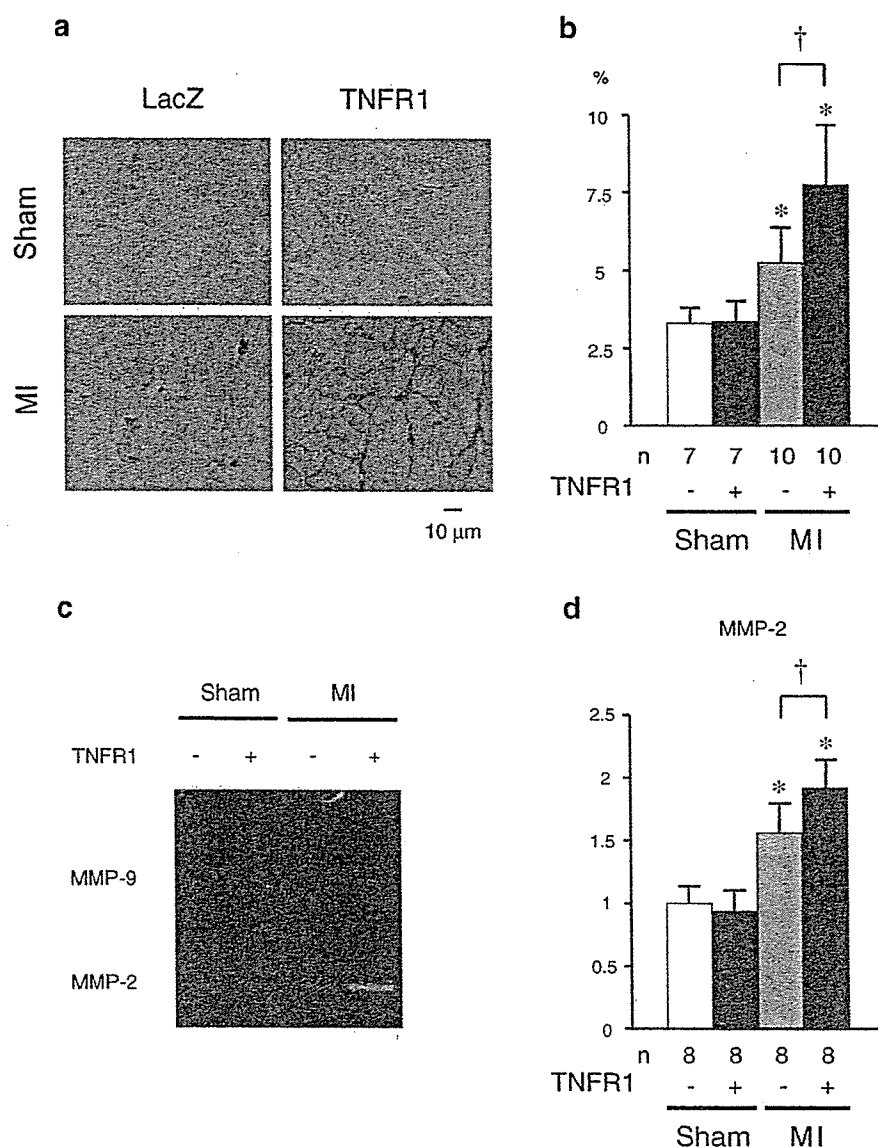 a
LacZ TNFR1
Sham
MI
10 µm
b
†
%
10
7.5
5
2.5
0
*
*
n 7 7 10 10
TNFR1 - + - +
Sham MI
c
Sham MI
TNFR1 - + - +
MMP-9
MMP-2
d
MMP-2
†
2.5
2
1.5
1
0.5
0
*
*
n 8 8 8 8
TNFR1 - + - +
Sham MI